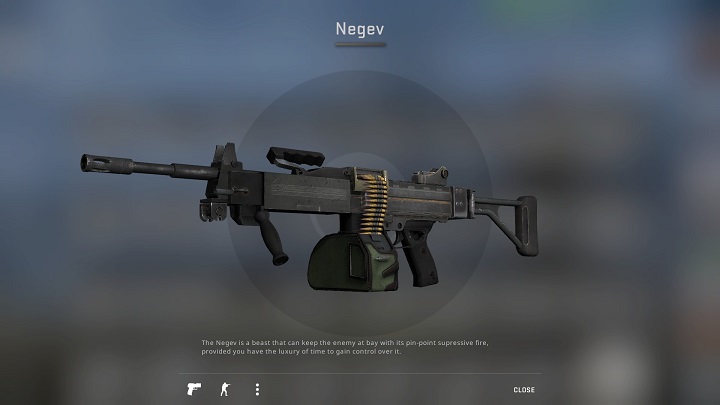 Negev
The Negev is a beast that can keep the enemy at bay with its pin-point supressive fire,
provided you have the luxury of time to gain control over it.
CLOSE